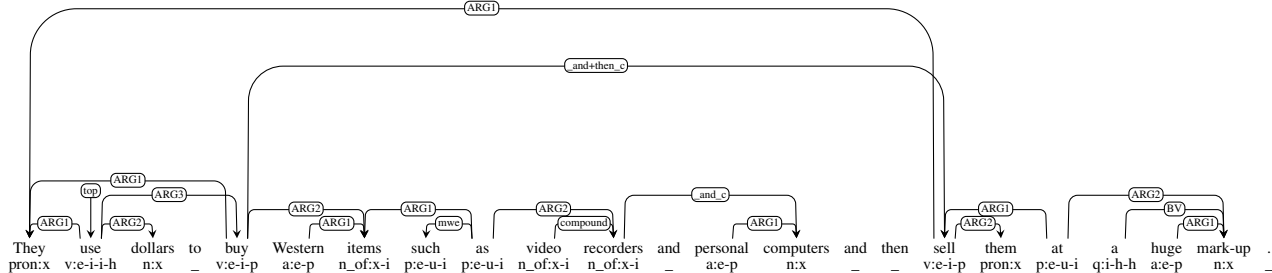 ARG1
_and+then_c
ARG1
top
ARG3
_and_c
ARG2
ARG1 ARG2 ARG2 ARG1 ARG1 mwe ARG2 compound ARG1 ARG1 ARG2 BV ARG1
They use dollars to buy Western items such as video recorders and personal computers and then sell them at a huge mark-up .
pron:x v:e-i-i-h n:x _ v:e-i-p a:e-p n_of:x-i p:e-u-i p:e-u-i n_of:x-i n_of:x-i _ a:e-p n:x _ _ v:e-i-p pron:x p:e-u-i q:i-h-h a:e-p n:x _